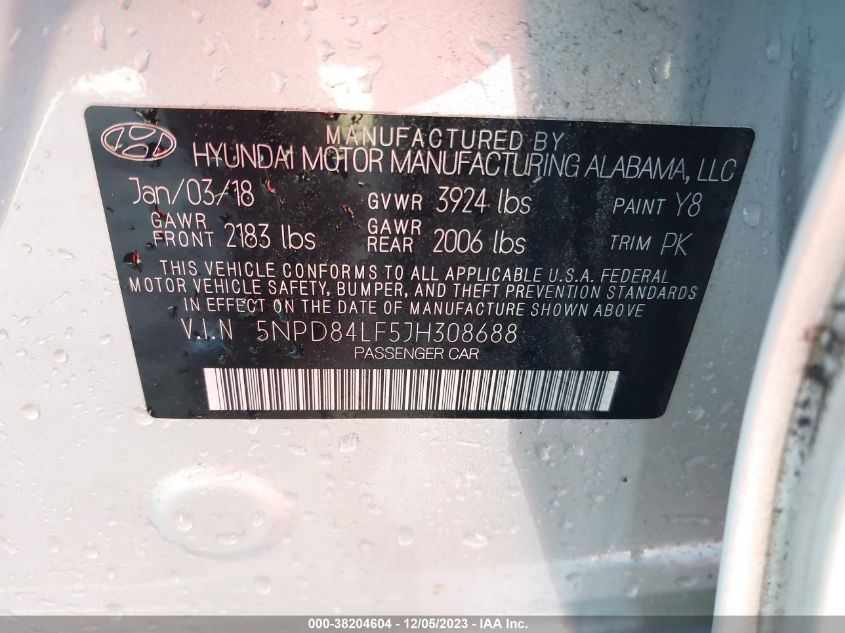 MANUFACTURED BY
HYUNDAI MOTOR MANUFACTURING ALABAMA, LLC
Jan/03/18 GVWR 3924 lbs PAINT Y8
GAWR FRONT 2183 lbs GAWR REAR 2006 lbs TRIM PK
THIS VEHICLE CONFORMS TO ALL APPLICABLE U.S.A. FEDERAL
MOTOR VEHICLE SAFETY, BUMPER, AND THEFT PREVENTION STANDARDS
IN EFFECT ON THE DATE OF MANUFACTURE SHOWN ABOVE
V.I.N 5NPD84LF5JH308688
PASSENGER CAR
000-38204604 - 12/05/2023 - IAA Inc.